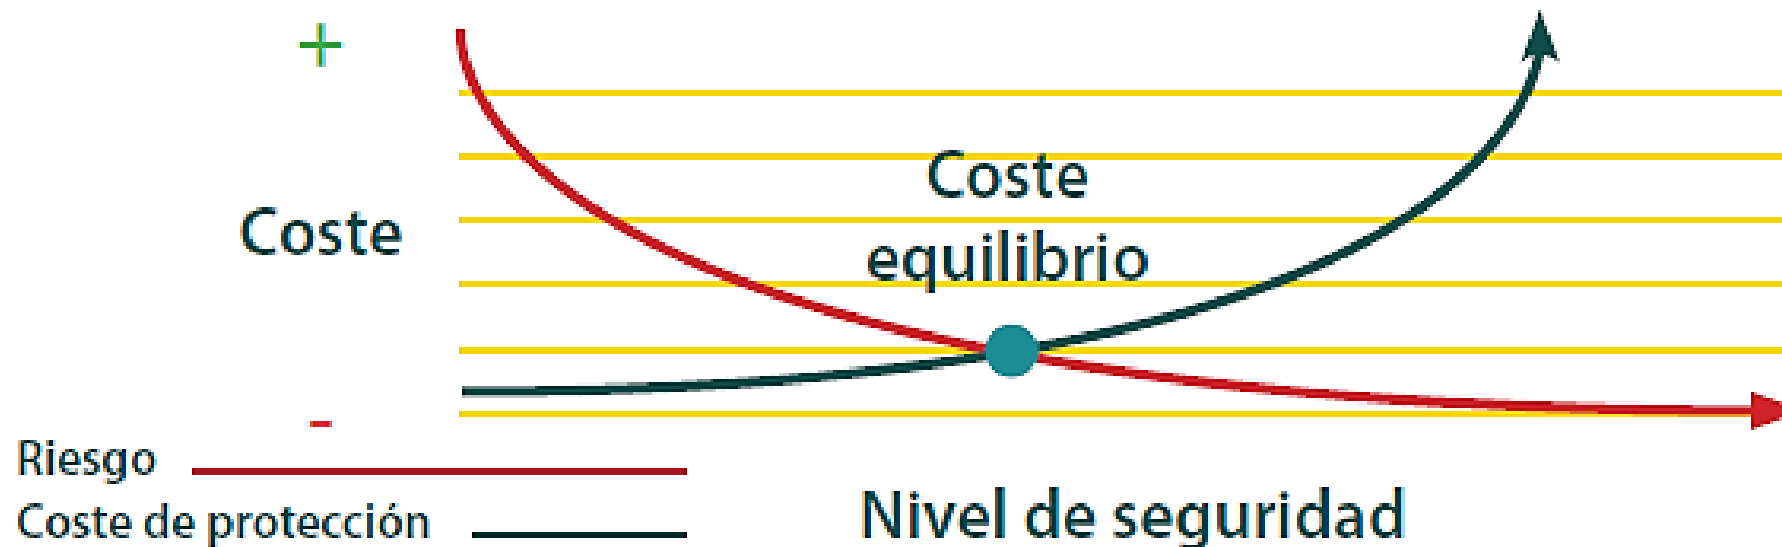 +
Coste
equilibrio
Coste
-
Riesgo
Coste de protección
Nivel de seguridad